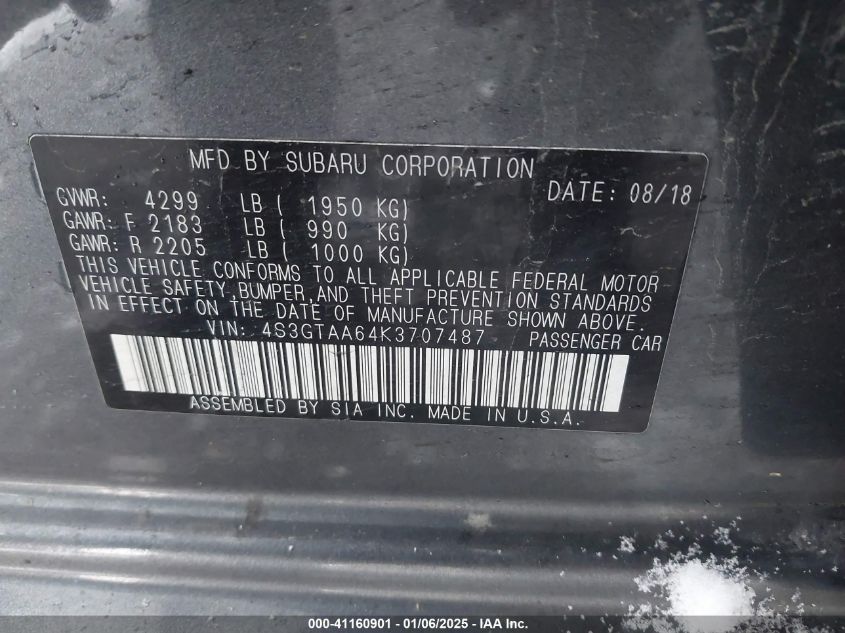 MFD BY SUBARU CORPORATION
DATE: 08/18
GVWR: 4299 LB ( 1950 KG)
GAWR: F 2183 LB ( 990 KG)
GAWR: R 2205 LB ( 1000 KG)
THIS VEHICLE CONFORMS TO ALL APPLICABLE FEDERAL MOTOR
VEHICLE SAFETY, BUMPER, AND THEFT PREVENTION STANDARDS
IN EFFECT ON THE DATE OF MANUFACTURE SHOWN ABOVE.
VIN: 4S3GTAA64K3707487 PASSENGER CAR
ASSEMBLED BY SIA INC. MADE IN U.S.A.
000-41160901 - 01/06/2025 - IAA Inc.